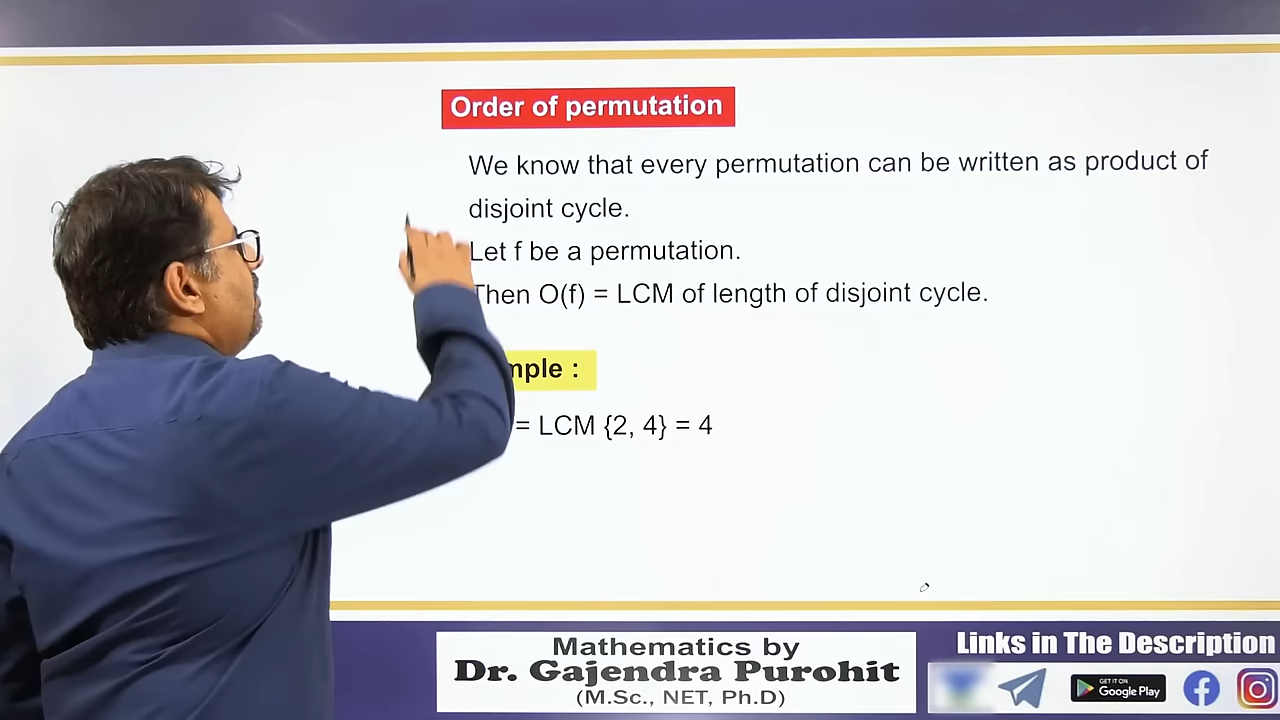 Order of permutation
We know that every permutation can be written as product of
disjoint cycle.
Let f be a permutation.
Then O(f) = LCM of length of disjoint cycle.
mple :
= LCM {2, 4} = 4
Mathematics by
Dr. Gajendra Purohit
(M.Sc., NET, Ph.D)
Links in The Description
GET IT ON
Google Play